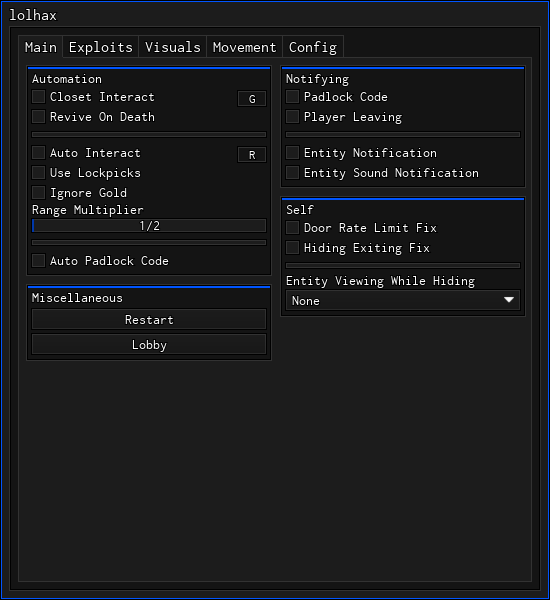 lolhax
Main Exploits Visuals Movement Config
Automation
Closet Interact G
Revive On Death
Auto Interact R
Use Lockpicks
Ignore Gold
Range Multiplier
1/2
Auto Padlock Code
Miscellaneous
Restart
Lobby
Notifying
Padlock Code
Player Leaving
Entity Notification
Entity Sound Notification
Self
Door Rate Limit Fix
Hiding Exiting Fix
Entity Viewing While Hiding
None